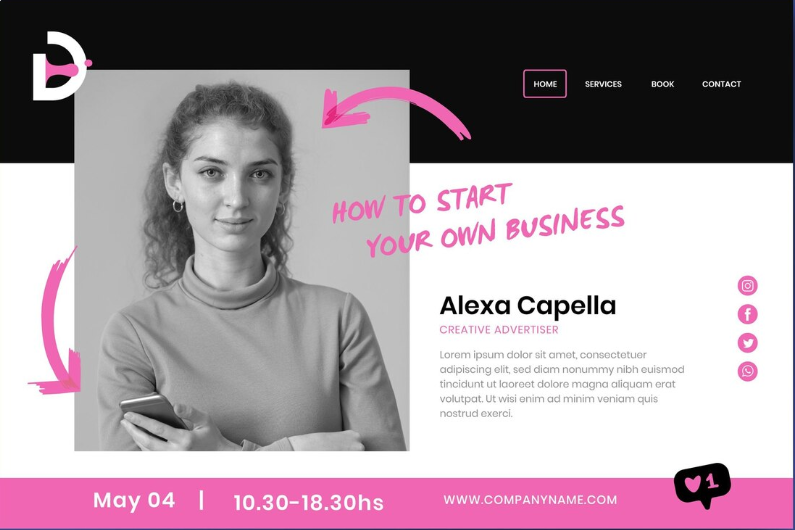 HOME SERVICES BOOK CONTACT
HOW TO START
YOUR OWN BUSINESS
Alexa Capella
CREATIVE ADVERTISER
Lorem ipsum dolor sit amet, consectetuer
adipiscing elit, sed diam nonummy nibh euismod
tincidunt ut laoreet dolore magna aliquam erat
volutpat. Ut wisi enim ad minim veniam quis
nostrud exerci.
May 04 | 10.30-18.30hs
WWW.COMPANYNAME.COM
1